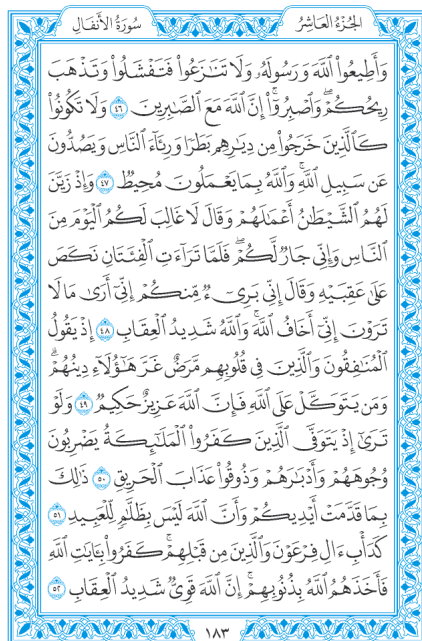 الجُزْءُ العَاشِر
سُورَةُ الأَنفَال
وَأَطِيعُوا۟ ٱللَّهَ وَرَسُولَهُۥ وَلَا تَنَٰزَعُوا۟ فَتَفْشَلُوا۟ وَتَذْهَبَ
رِيحُكُمْ ۖ وَٱصْبِرُوٓا۟ ۚ إِنَّ ٱللَّهَ مَعَ ٱلصَّٰبِرِينَ ٤٦ وَلَا تَكُونُوا۟
كَٱلَّذِينَ خَرَجُوا۟ مِن دِيَٰرِهِم بَطَرًا وَرِئَآءَ ٱلنَّاسِ وَيَصُدُّونَ
عَن سَبِيلِ ٱللَّهِ ۚ وَٱللَّهُ بِمَا يَعْمَلُونَ مُحِيطٌ ٤٧ وَإِذْ زَيَّنَ
لَهُمُ ٱلشَّيْطَٰنُ أَعْمَٰلَهُمْ وَقَالَ لَا غَالِبَ لَكُمُ ٱلْيَوْمَ مِنَ
ٱلنَّاسِ وَإِنِّى جَارٌ لَّكُمْ ۖ فَلَمَّا تَرَآءَتِ ٱلْفِئَتَانِ نَكَصَ
عَلَىٰ عَقِبَيْهِ وَقَالَ إِنِّى بَرِىٓءٌ مِّنكُمْ إِنِّىٓ أَرَىٰ مَا لَا
تَرَوْنَ إِنِّىٓ أَخَافُ ٱللَّهَ ۚ وَٱللَّهُ شَدِيدُ ٱلْعِقَابِ ٤٨ إِذْ يَقُولُ
ٱلْمُنَٰفِقُونَ وَٱلَّذِينَ فِى قُلُوبِهِم مَّرَضٌ غَرَّ هَٰٓؤُلَآءِ دِينُهُمْ ۗ
وَمَن يَتَوَكَّلْ عَلَى ٱللَّهِ فَإِنَّ ٱللَّهَ عَزِيزٌ حَكِيمٌ ٤٩ وَلَوْ
تَرَىٰٓ إِذْ يَتَوَفَّى ٱلَّذِينَ كَفَرُوا۟ ۙ ٱلْمَلَٰٓئِكَةُ يَضْرِبُونَ
وُجُوهَهُمْ وَأَدْبَٰرَهُمْ وَذُوقُوا۟ عَذَابَ ٱلْحَرِيقِ ٥٠ ذَٰلِكَ
بِمَا قَدَّمَتْ أَيْدِيكُمْ وَأَنَّ ٱللَّهَ لَيْسَ بِظَلَّٰمٍ لِّلْعَبِيدِ ٥١
كَدَأْبِ ءَالِ فِرْعَوْنَ ۙ وَٱلَّذِينَ مِن قَبْلِهِمْ ۚ كَفَرُوا۟ بِـَٔايَٰتِ ٱللَّهِ
فَأَخَذَهُمُ ٱللَّهُ بِذُنُوبِهِمْ ۗ إِنَّ ٱللَّهَ قَوِىٌّ شَدِيدُ ٱلْعِقَابِ ٥٢
١٨٣